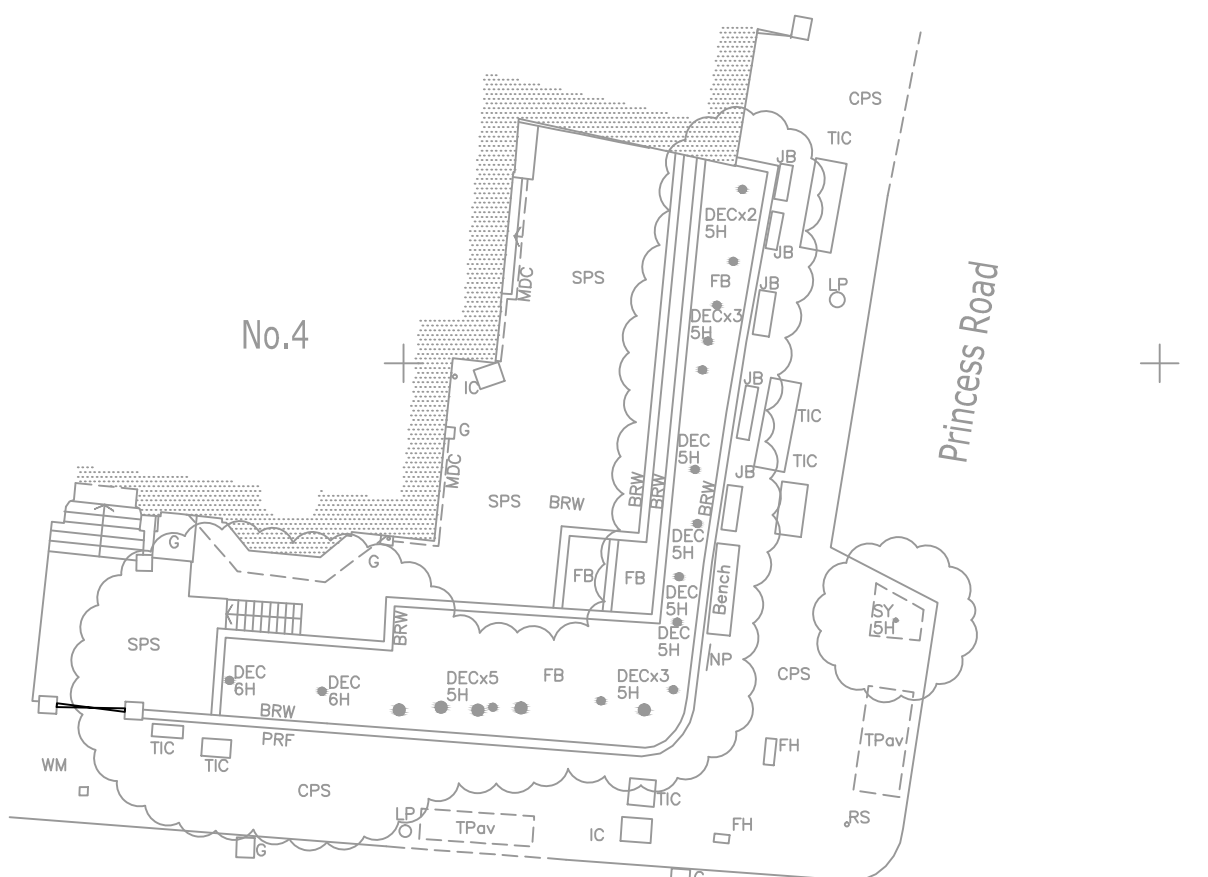 CPS
TIC
JB
DECx2
5H
JB
SPS
FB
JB
LP
MDC
DECx3
5H
No.4
Princess Road
JB
IC
TIC
G
DEC
5H
TIC
MDC
JB
SPS
BRW
BRW
BRW
BRW
G
DEC
5H
G
FB
FB
Bench
DEC
5H
SY
5H
BRW
DEC
5H
SPS
NP
CPS
DEC
6H
DEC
6H
DECx5
5H
FB
DECx3
5H
BRW
PRF
TIC
TIC
FH
TPav
WM
CPS
TIC
LP
TPav
IC
FH
RS
G
G